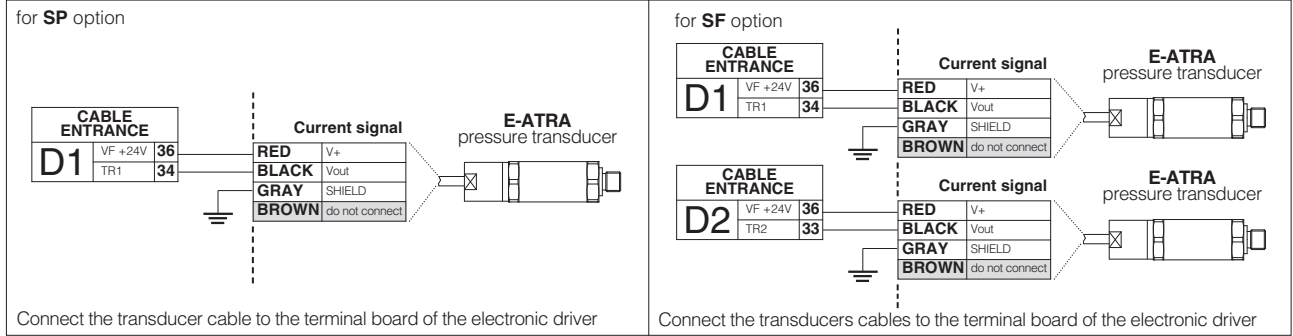 for SP option
CABLE
ENTRANCE
D1
VF +24V 36
TR1 34
Current signal
RED V+
BLACK Vout
GRAY SHIELD
BROWN do not connect
E-ATRA
pressure transducer
Connect the transducer cable to the terminal board of the electronic driver
for SF option
CABLE
ENTRANCE
D1
VF +24V 36
TR1 34
Current signal
RED V+
BLACK Vout
GRAY SHIELD
BROWN do not connect
E-ATRA
pressure transducer
CABLE
ENTRANCE
D2
VF +24V 36
TR2 33
Current signal
RED V+
BLACK Vout
GRAY SHIELD
BROWN do not connect
E-ATRA
pressure transducer
Connect the transducers cables to the terminal board of the electronic driver